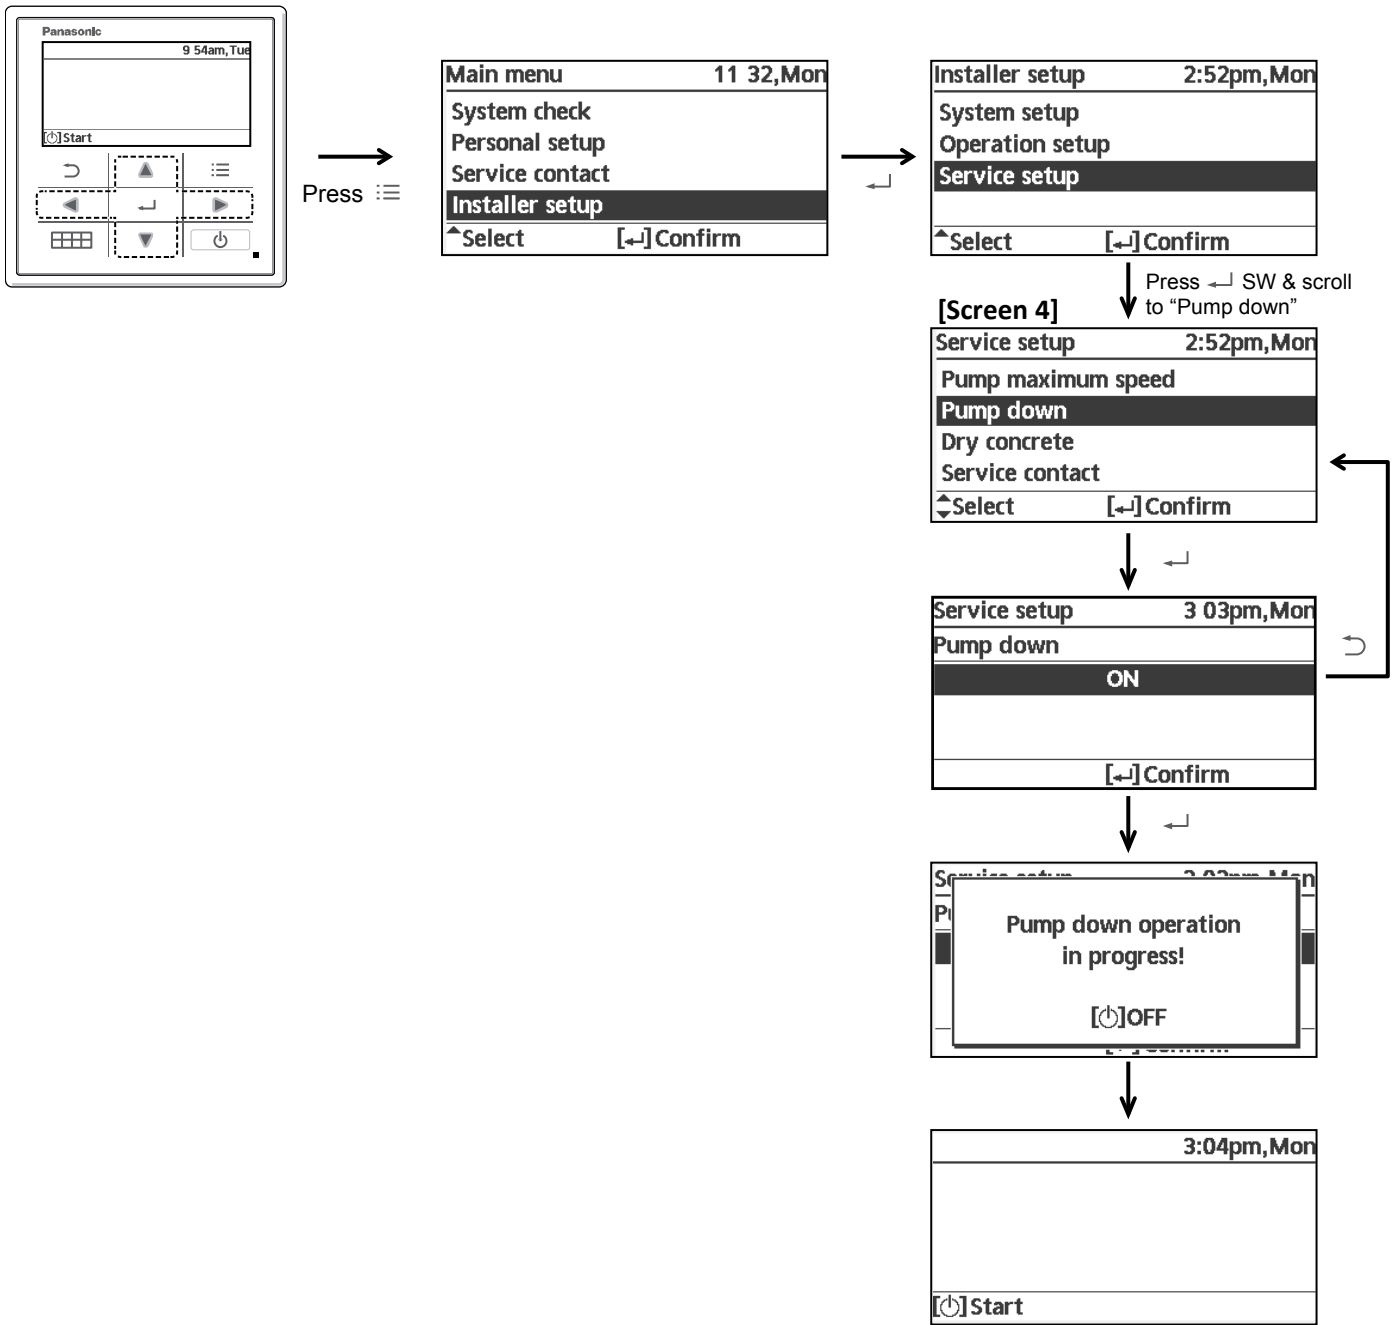 Panasonic
9 54am,Tue
[⏻]Start
Press
Main menu 11 32,Mon
System check
Personal setup
Service contact
Installer setup
Select [↵]Confirm
Installer setup 2:52pm,Mon
System setup
Operation setup
Service setup
Select [↵]Confirm
Press ↵ SW & scroll
to “Pump down”
[Screen 4]
Service setup 2:52pm,Mon
Pump maximum speed
Pump down
Dry concrete
Service contact
Select [↵]Confirm
Service setup 3 03pm,Mon
Pump down
ON
[↵]Confirm
Pump down operation
in progress!
[⏻]OFF
3:04pm,Mon
[⏻]Start